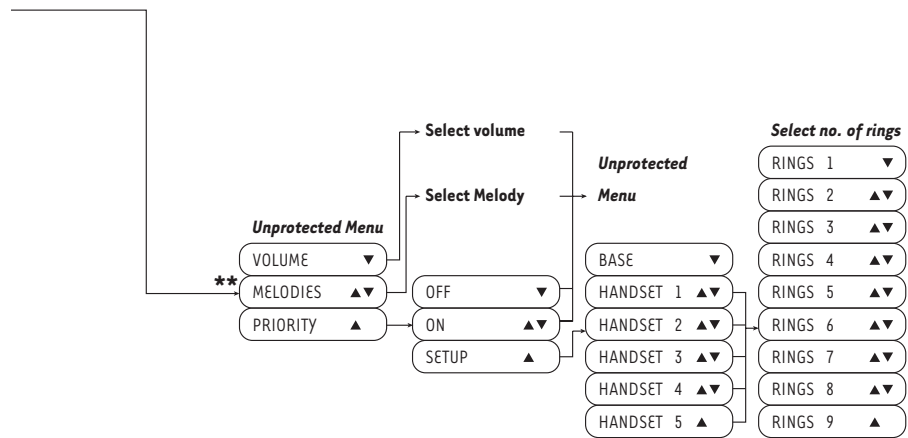 Select volume
Select Melody
Unprotected Menu
VOLUME ▼
** MELODIES ▲▼
PRIORITY ▲
OFF ▼
ON ▲▼
SETUP ▲
Unprotected
Menu
BASE ▼
HANDSET 1 ▲▼
HANDSET 2 ▲▼
HANDSET 3 ▲▼
HANDSET 4 ▲▼
HANDSET 5 ▲
Select no. of rings
RINGS 1 ▼
RINGS 2 ▲▼
RINGS 3 ▲▼
RINGS 4 ▲▼
RINGS 5 ▲▼
RINGS 6 ▲▼
RINGS 7 ▲▼
RINGS 8 ▲▼
RINGS 9 ▲